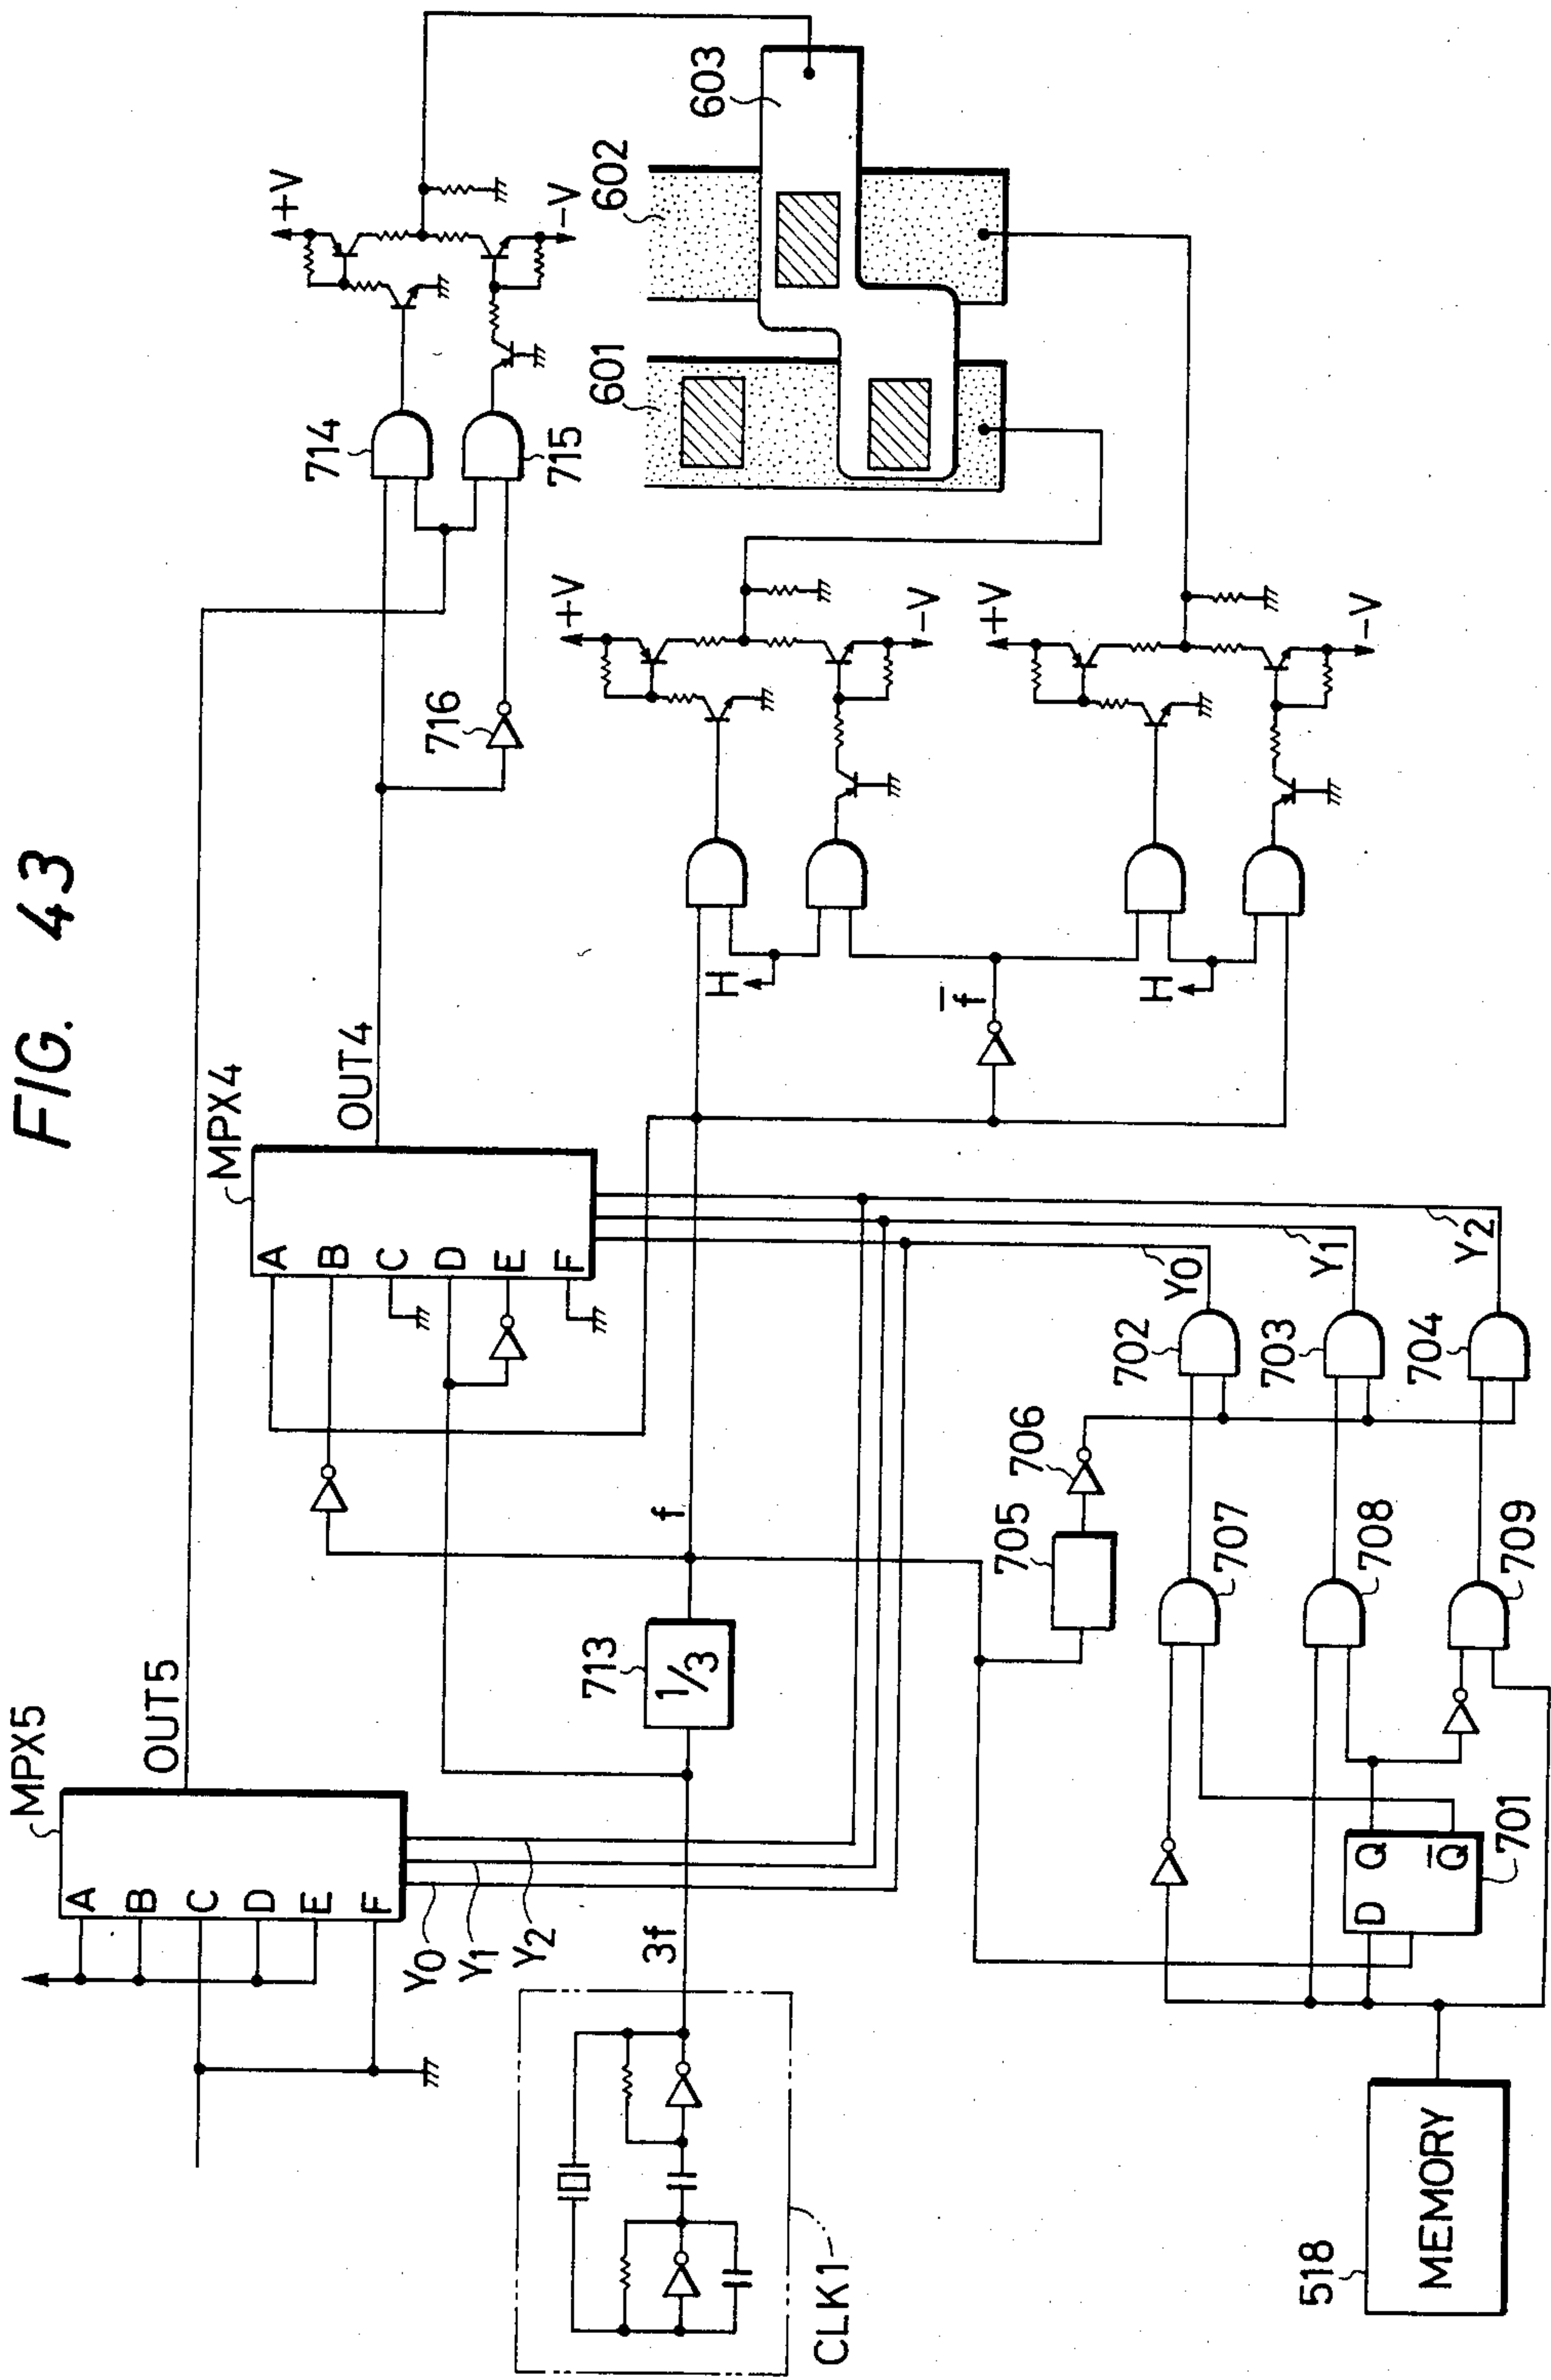 FIG. 43
MPX5
OUT5
A
B
C
D
E
F
Y0
Y1
Y2
MPX4
OUT4
A
B
C
D
E
F
714
715
716
+V
-V
601
602
603
+V
-V
+V
-V
H
H
f̅
f
713
1/3
3f
CLK1
Y0
Y1
Y2
702
703
704
705
706
707
708
709
D
Q
Q̅
701
518
MEMORY